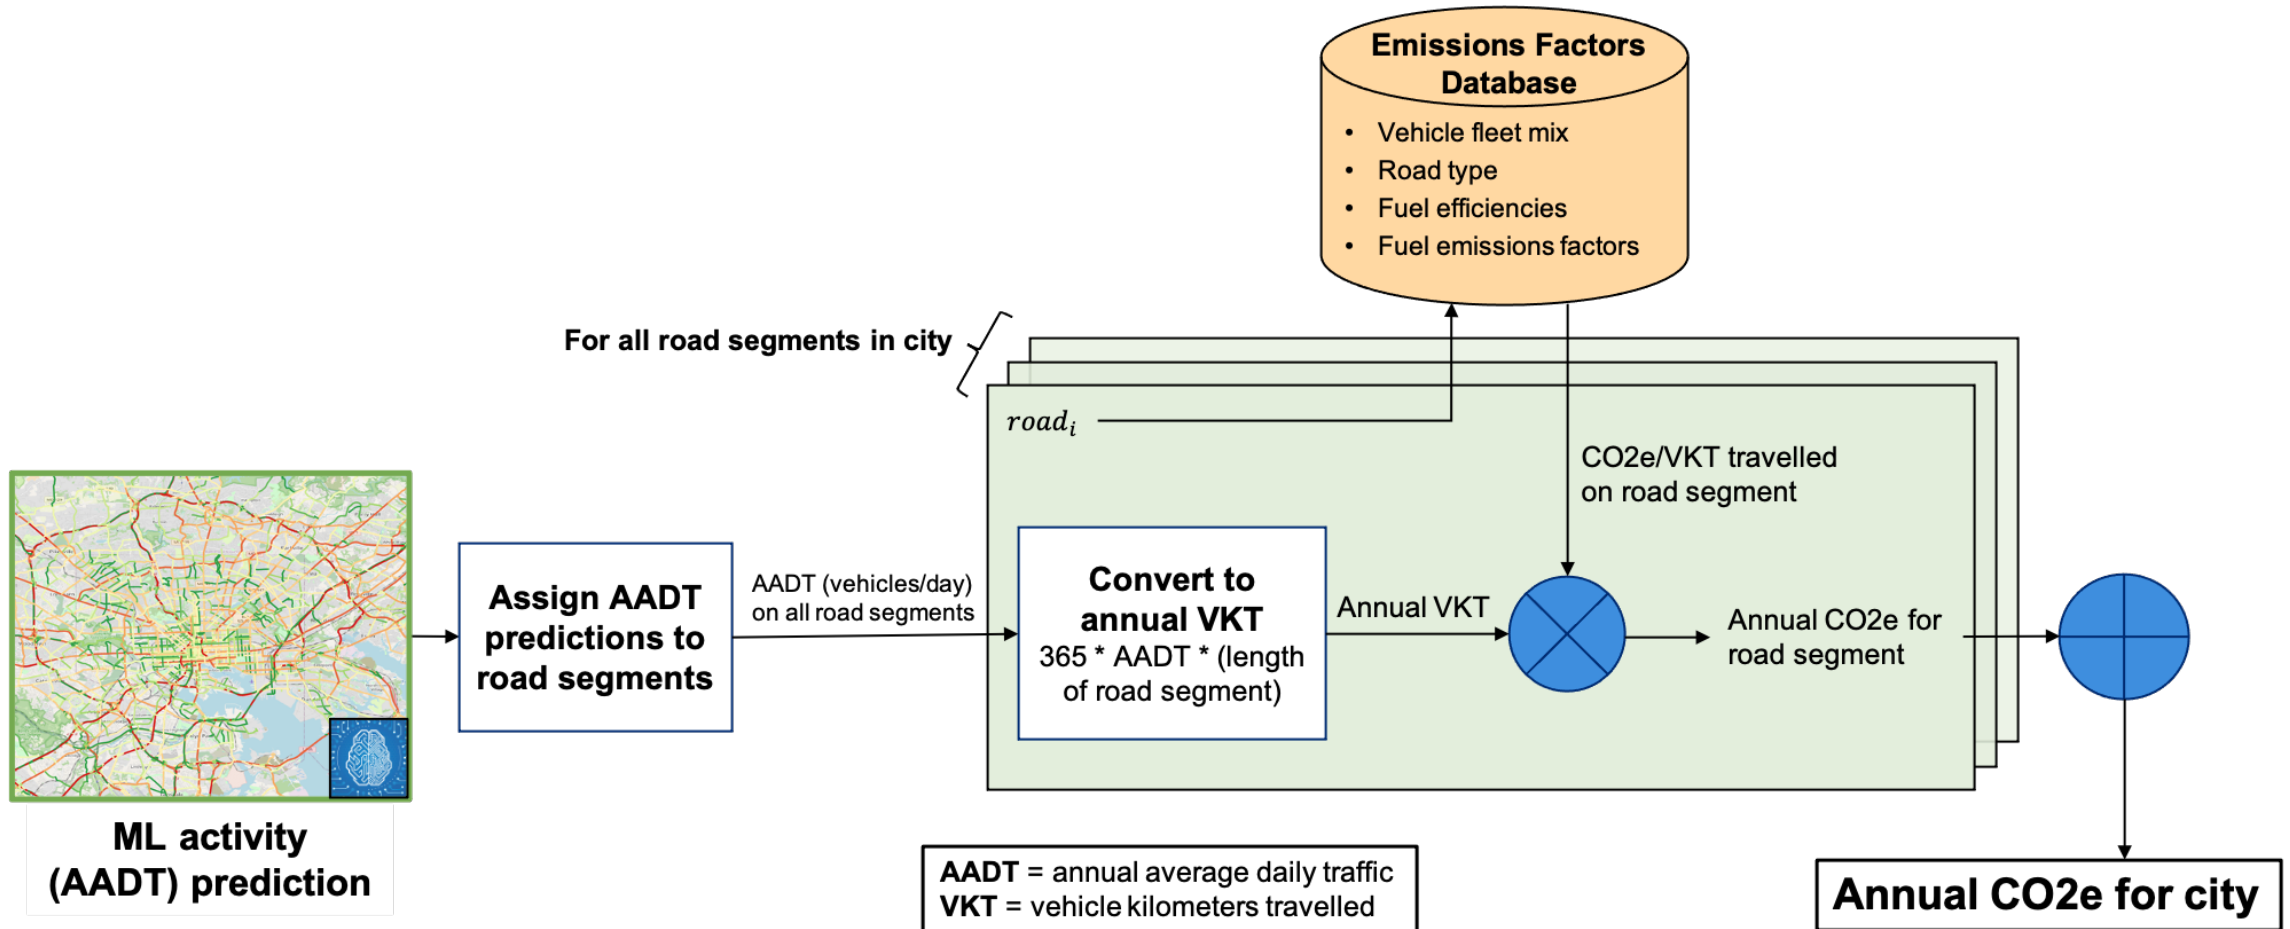 Emissions Factors
Database
• Vehicle fleet mix
• Road type
• Fuel efficiencies
• Fuel emissions factors
For all road segments in city
road_i
CO2e/VKT travelled
on road segment
Assign AADT
predictions to
road segments
AADT (vehicles/day)
on all road segments
Convert to
annual VKT
365 * AADT * (length
of road segment)
Annual VKT
Annual CO2e for
road segment
ML activity
(AADT) prediction
AADT = annual average daily traffic
VKT = vehicle kilometers travelled
Annual CO2e for city